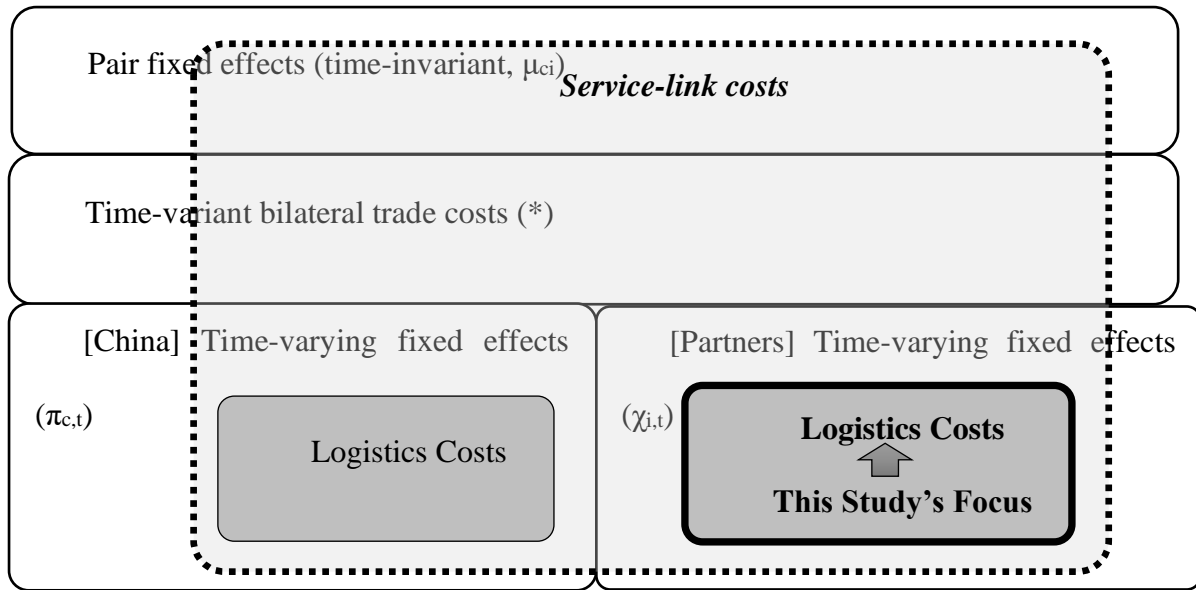 Pair fixed effects (time-invariant, μci)
Service-link costs
Time-variant bilateral trade costs (*)
[China] Time-varying fixed effects
(πc,t)
Logistics Costs
[Partners] Time-varying fixed effects
(χi,t)
Logistics Costs
This Study's Focus